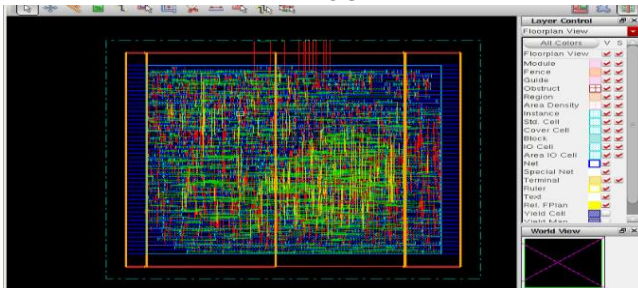 Layer Control
Floorplan View
All Colors V S
Floorplan View
Module
Fence
Guide
Obstruct
Region
Area Density
Instance
Std. Cell
Cover Cell
Block
IO Cell
Area IO Cell
Net
Special Net
Terminal
Ruler
Text
Rel. FPlan
Yield Cell
Yield Map
World View